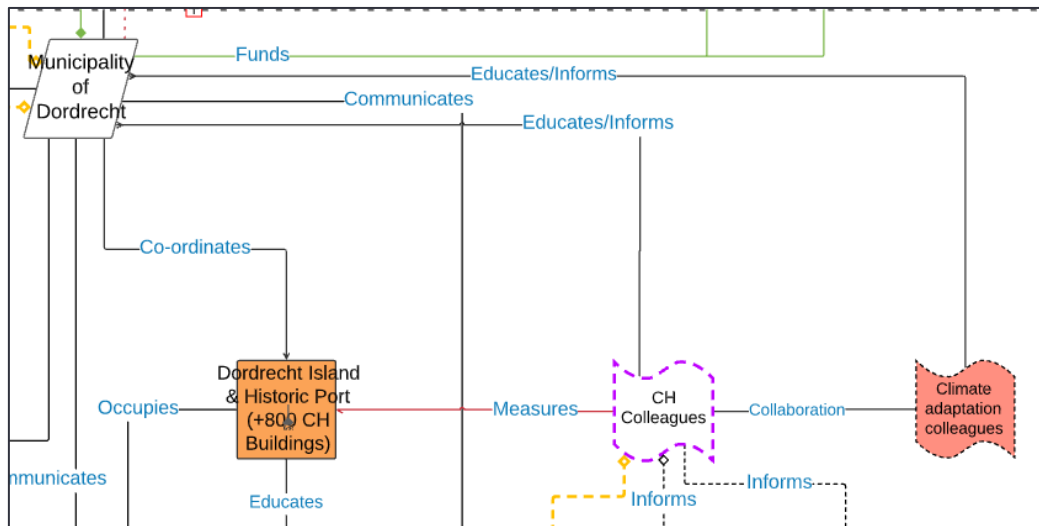 Funds
Municipality
of
Dordrecht
Educates/Informs
Communicates
Educates/Informs
Co-ordinates
Dordrecht Island
& Historic Port
(+800 CH
Buildings)
Occupies
Measures
CH
Colleagues
Collaboration
Climate
adaptation
colleagues
mmunicates
Educates
Informs
Informs